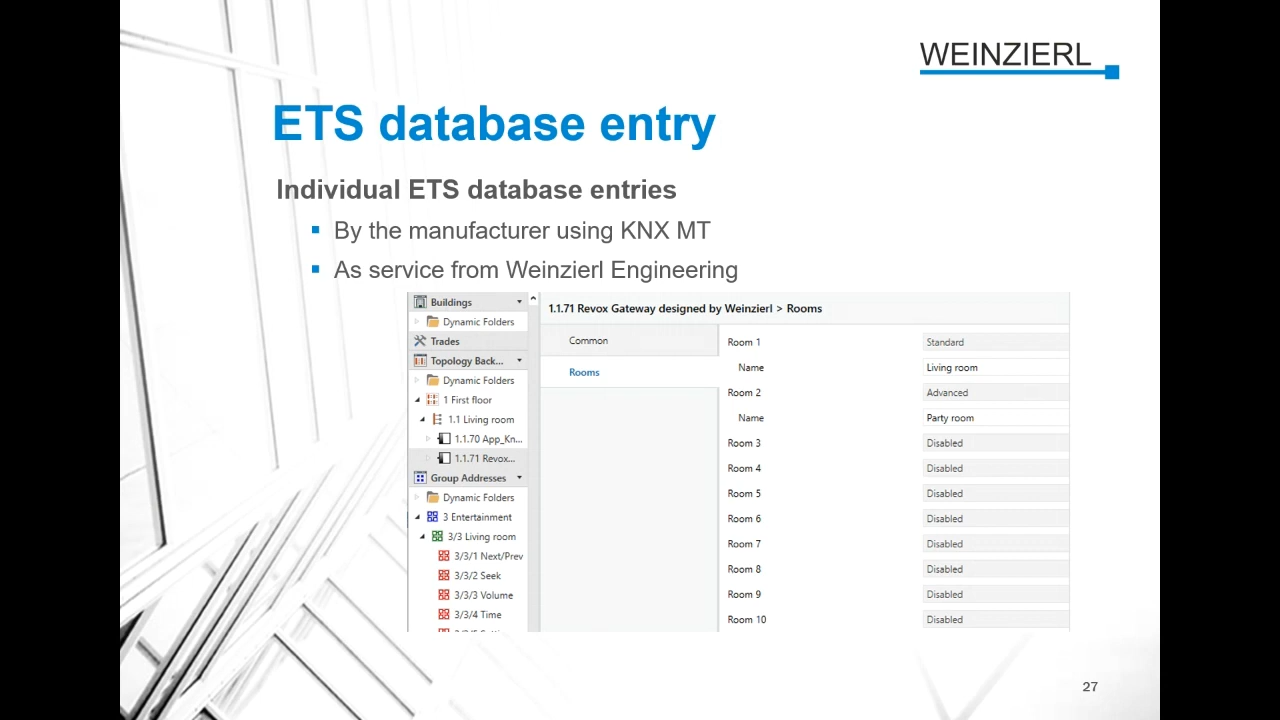 WEINZIERL
ETS database entry
Individual ETS database entries
By the manufacturer using KNX MT
As service from Weinzierl Engineering
Buildings
Dynamic Folders
Trades
Topology Back...
Dynamic Folders
1 First floor
1.1 Living room
1.1.70 App_Kn...
1.1.71 Revox...
Group Addresses
Dynamic Folders
3 Entertainment
3/3 Living room
3/3/1 Next/Prev
3/3/2 Seek
3/3/3 Volume
3/3/4 Time
1.1.71 Revox Gateway designed by Weinzierl > Rooms
Common
Rooms
Room 1 Standard
Name Living room
Room 2 Advanced
Name Party room
Room 3 Disabled
Room 4 Disabled
Room 5 Disabled
Room 6 Disabled
Room 7 Disabled
Room 8 Disabled
Room 9 Disabled
Room 10 Disabled
27